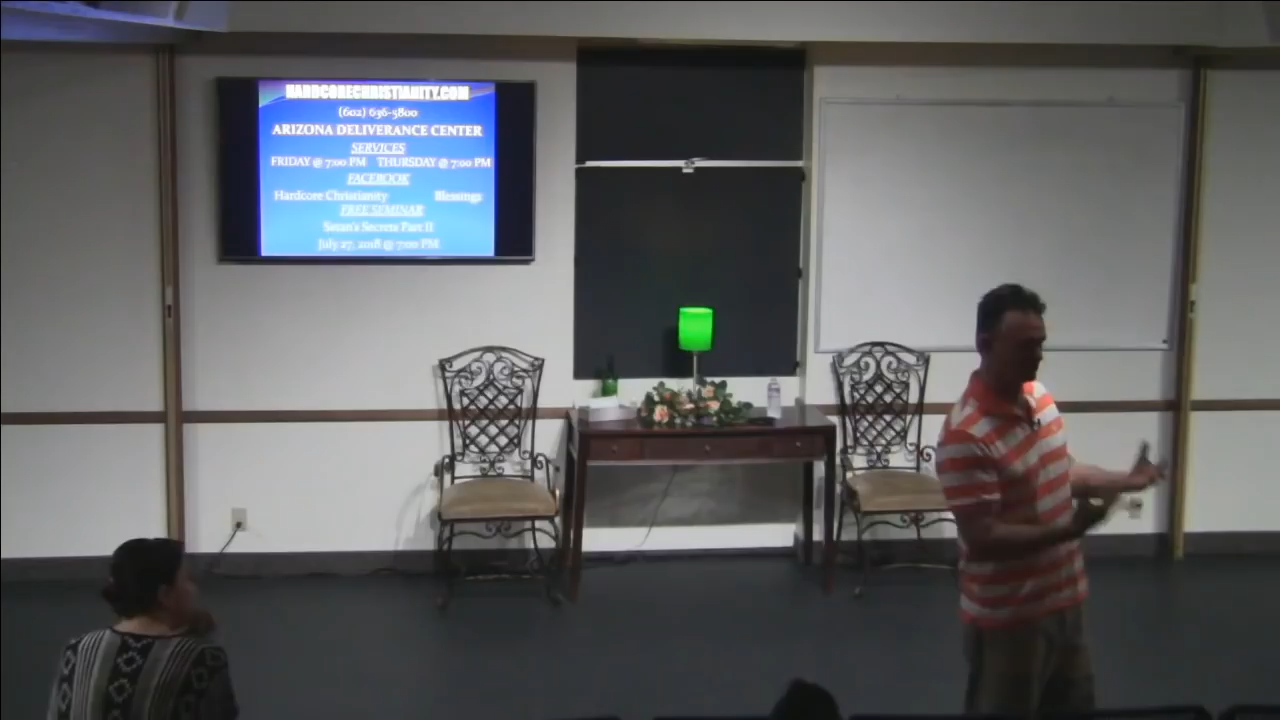 HARDCORECHRISTIANITY.COM
(602) 636-5800
ARIZONA DELIVERANCE CENTER
SERVICES
FRIDAY @ 7:00 PM THURSDAY @ 7:00 PM
FACEBOOK
Hardcore Christianity Blessings
FREE SEMINAR
Satan's Secrets Part II
July 27, 2018 @ 7:00 PM